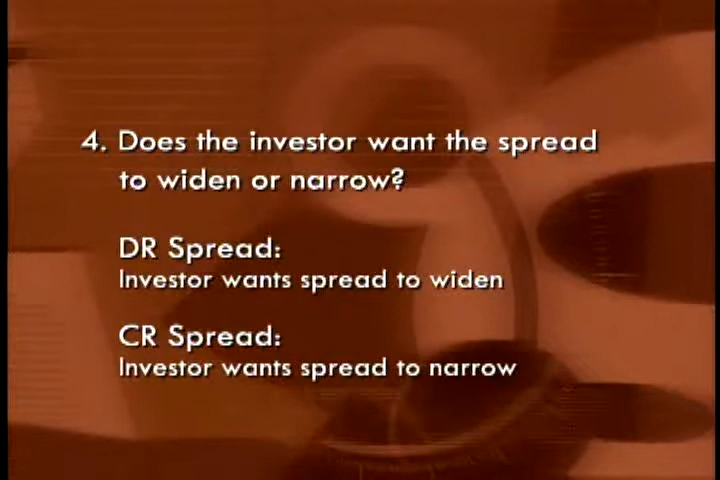 4. Does the investor want the spread
to widen or narrow?
DR Spread:
Investor wants spread to widen
CR Spread:
Investor wants spread to narrow